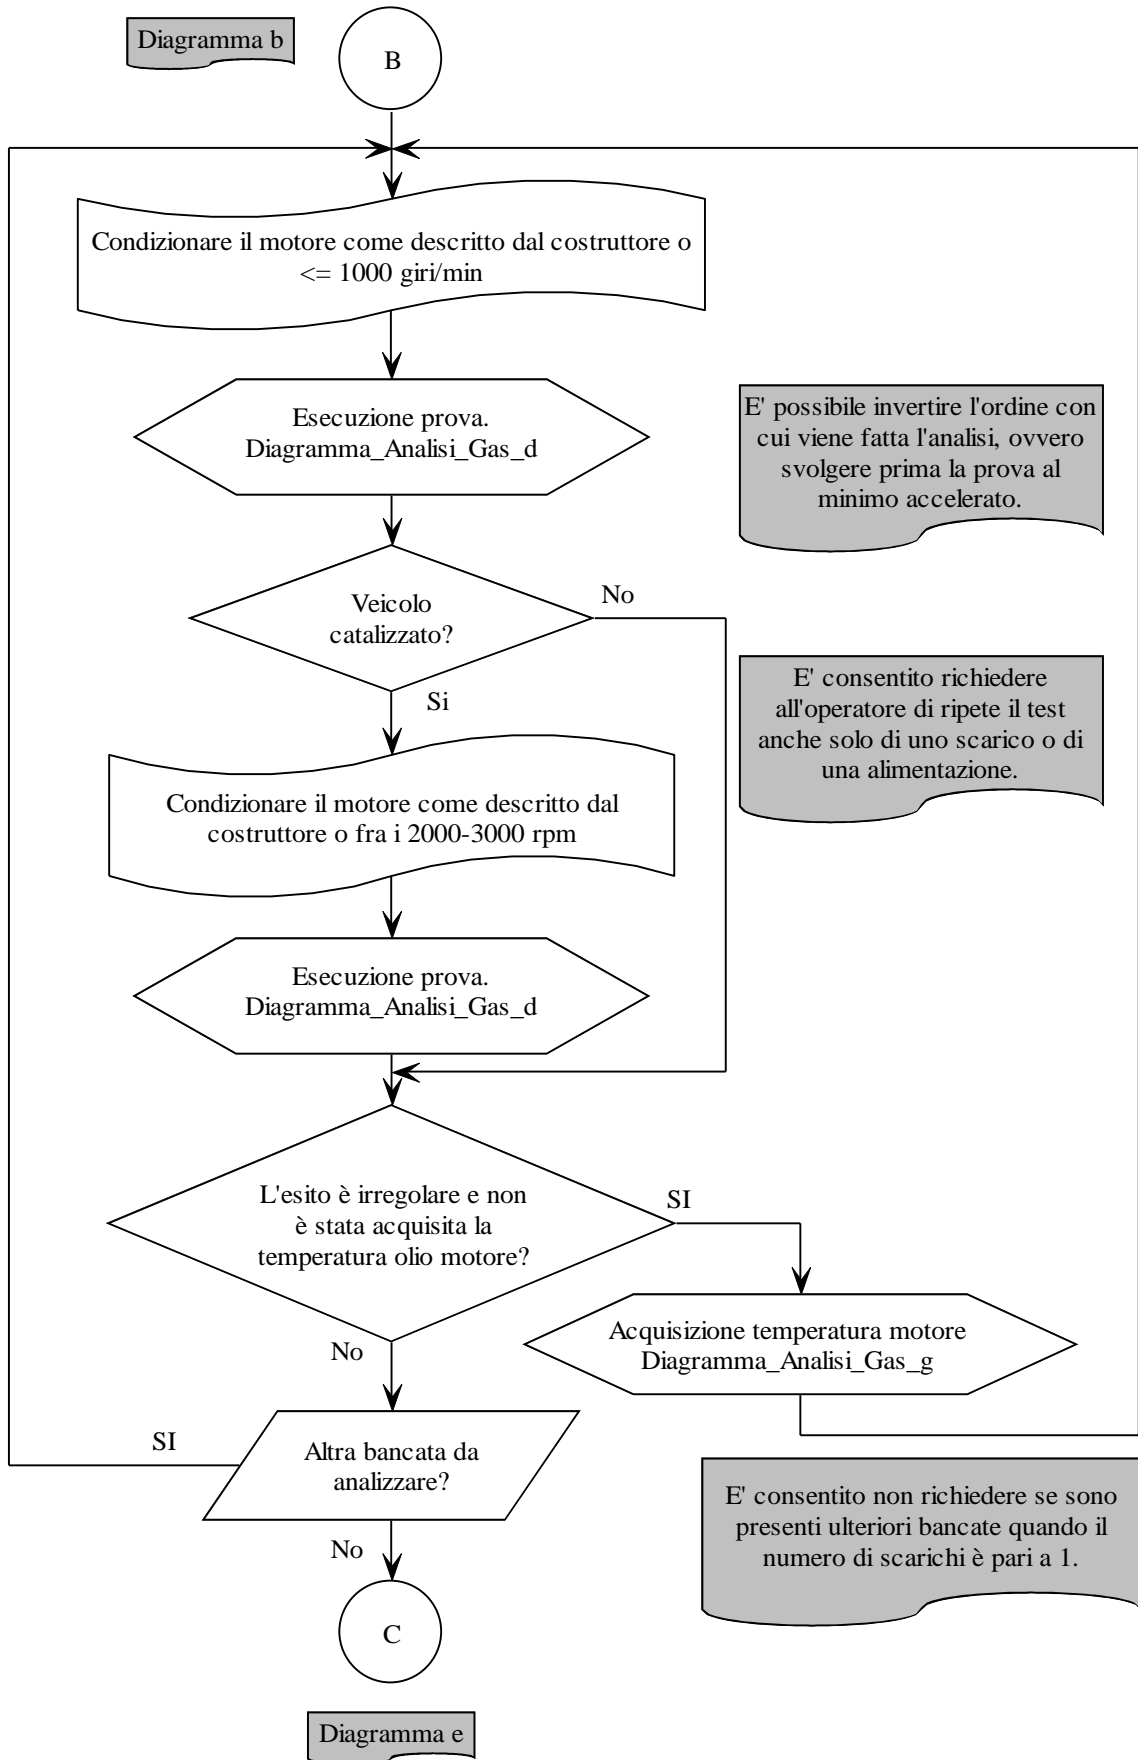 Diagramma b
B
Condizionare il motore come descritto dal costruttore o
<= 1000 giri/min
Esecuzione prova.
Diagramma_Analisi_Gas_d
E' possibile invertire l'ordine con
cui viene fatta l'analisi, ovvero
svolgere prima la prova al
minimo accelerato.
Veicolo
catalizzato?
No
Si
E' consentito richiedere
all'operatore di ripete il test
anche solo di uno scarico o di
una alimentazione.
Condizionare il motore come descritto dal
costruttore o fra i 2000-3000 rpm
Esecuzione prova.
Diagramma_Analisi_Gas_d
L'esito è irregolare e non
è stata acquisita la
temperatura olio motore?
SI
No
Acquisizione temperatura motore
Diagramma_Analisi_Gas_g
Altra bancata da
analizzare?
SI
No
E' consentito non richiedere se sono
presenti ulteriori bancate quando il
numero di scarichi è pari a 1.
C
Diagramma e